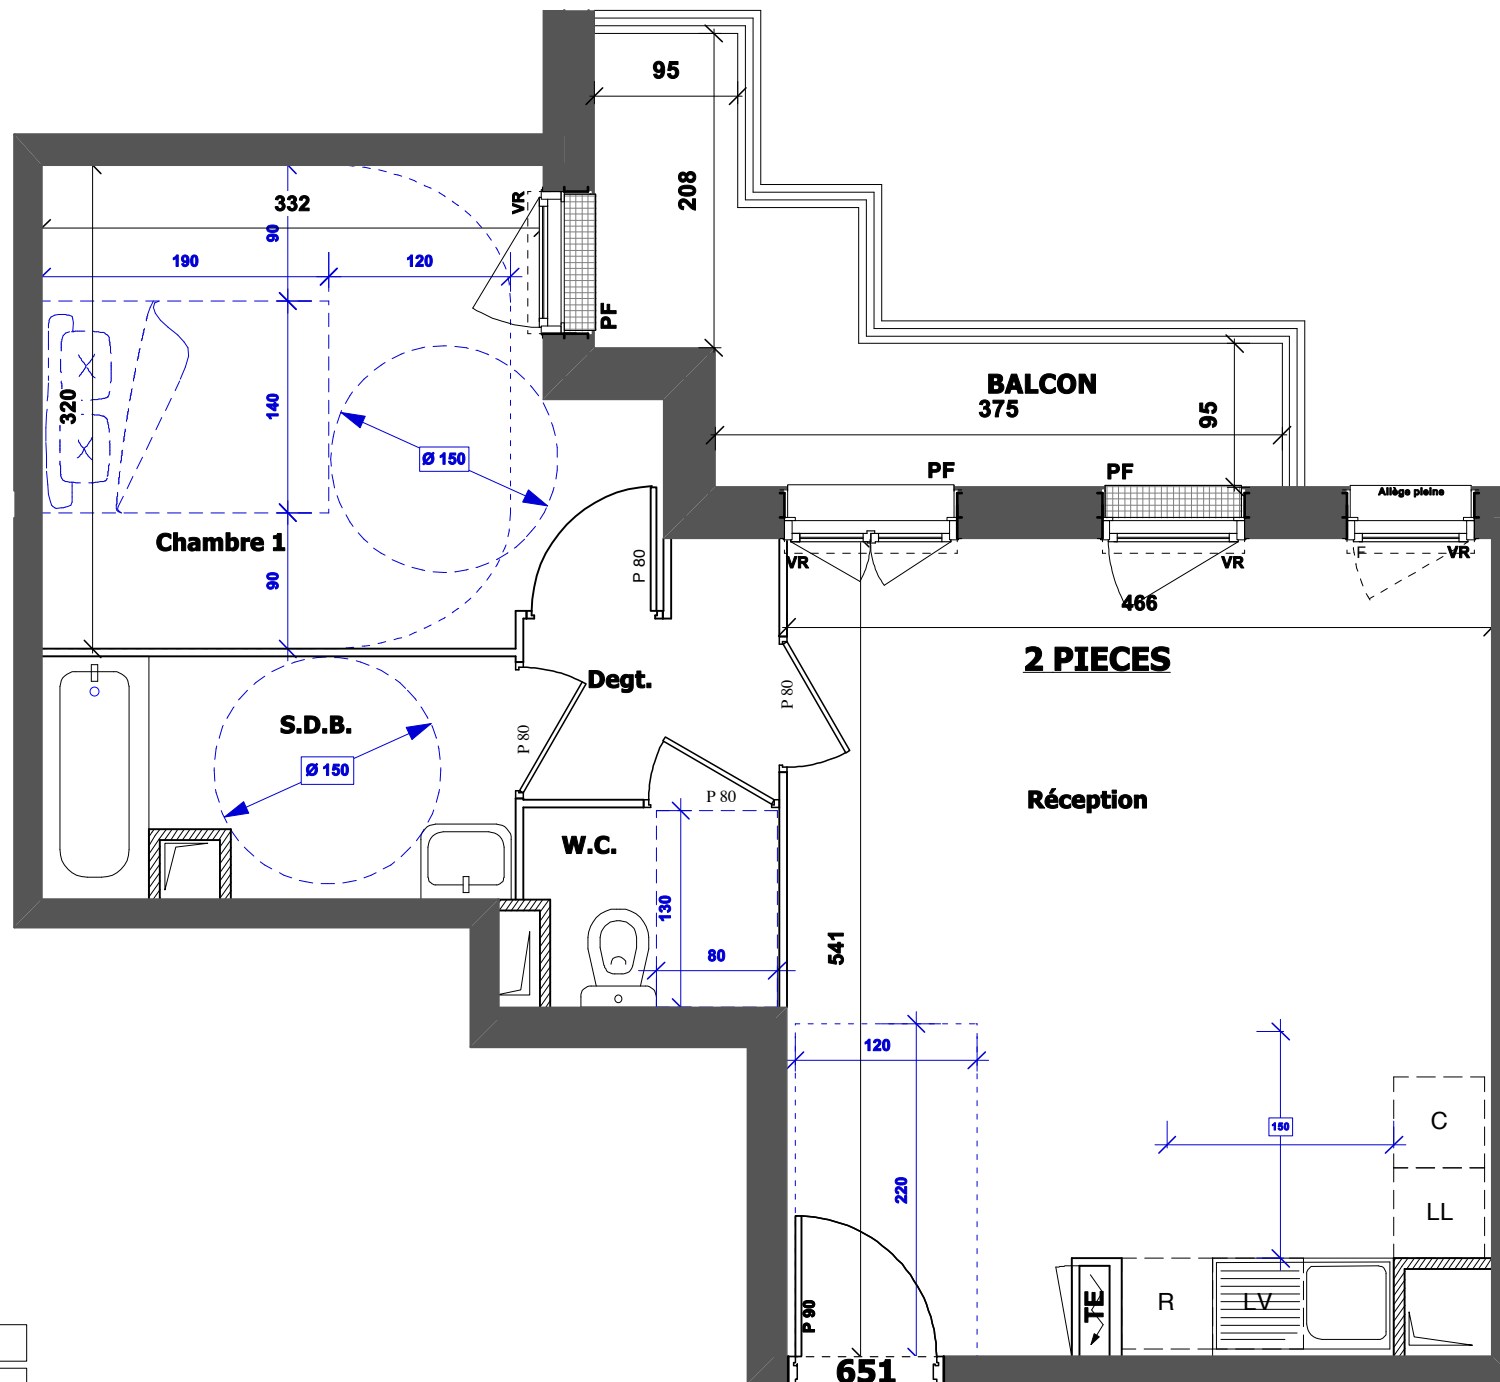 95
208
332
VR
90
190
120
PF
BALCON
375
95
320
140
Ø 150
PF
PF
Allège pleine
Chambre 1
P 80
VR
VR
F
VR
90
466
2 PIECES
Degt.
P 80
S.D.B.
P 80
Ø 150
P 80
Réception
W.C.
130
541
80
120
C
150
220
LL
P 90
TE
R
LV
651